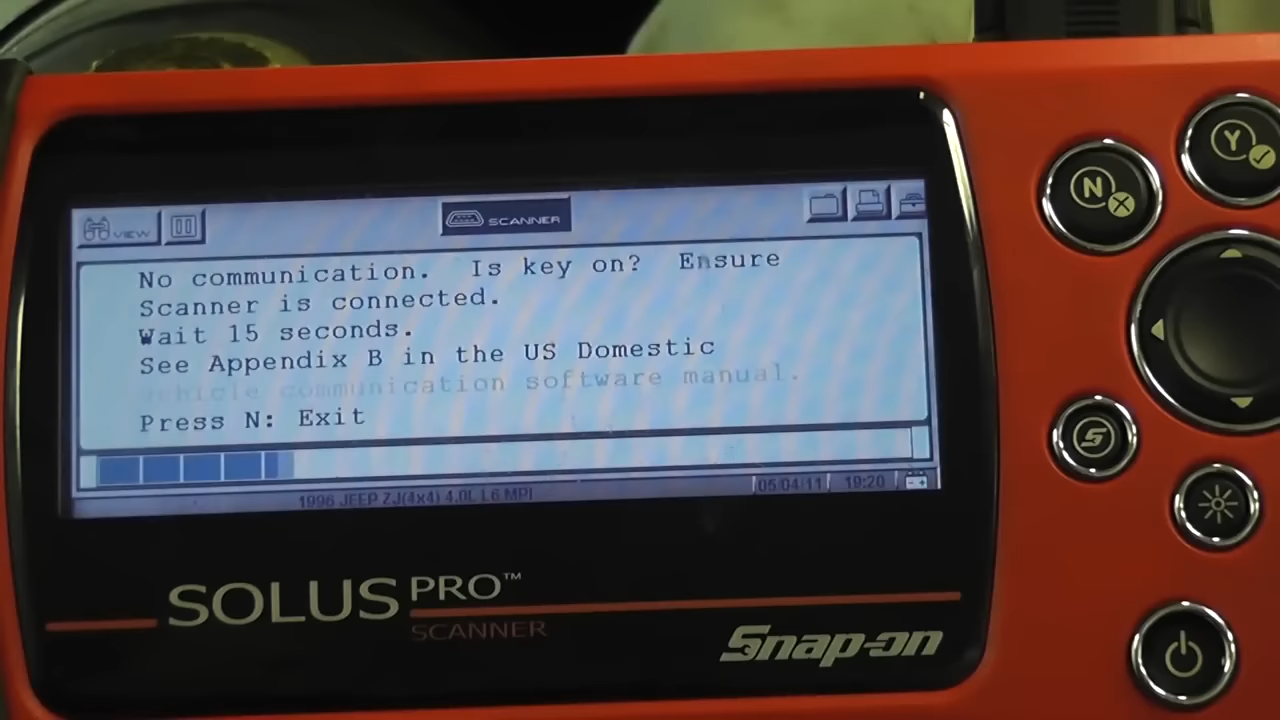 VIEW
SCANNER
No communication. Is key on? Ensure
Scanner is connected.
Wait 15 seconds.
See Appendix B in the US Domestic
Vehicle communication software manual.
Press N: Exit
1996 JEEP ZJ(4x4) 4.0L L6 MPI
05/04/11
19:20
SOLUS PRO™
SCANNER
Snap-on
N
Y
S